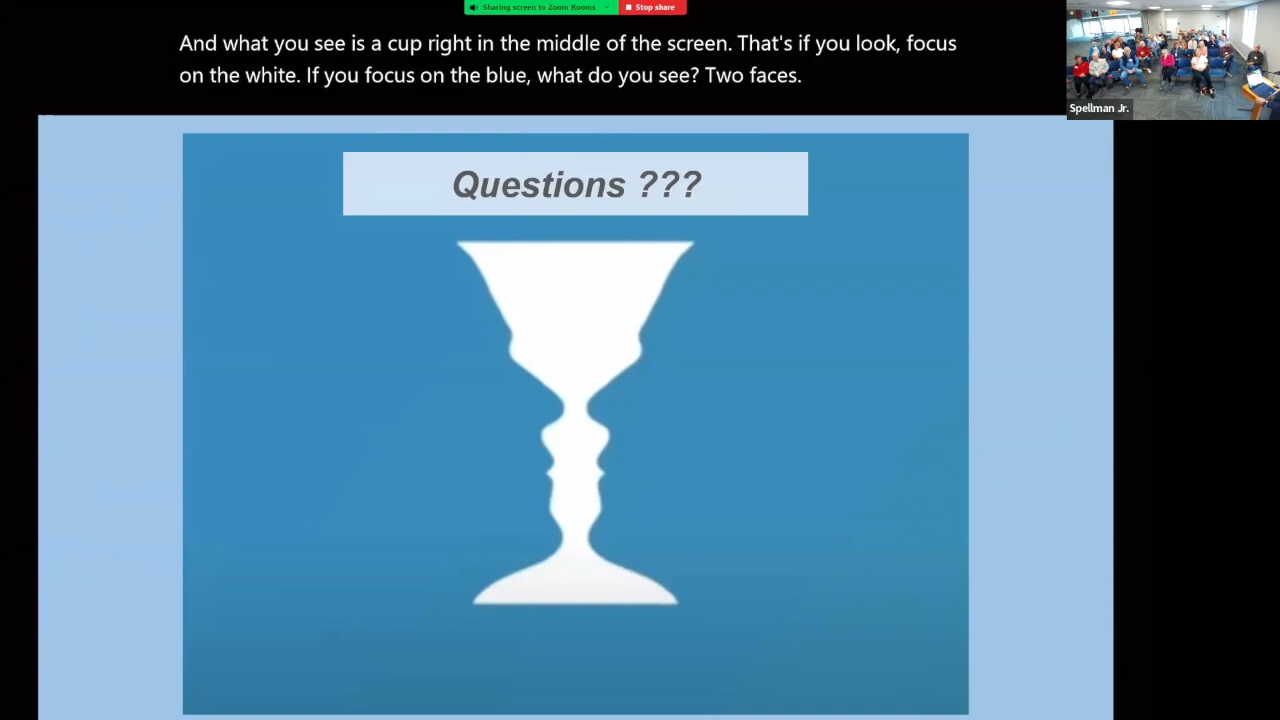 Sharing screen to Zoom Rooms
Stop share
And what you see is a cup right in the middle of the screen. That's if you look, focus
on the white. If you focus on the blue, what do you see? Two faces.
Spellman Jr.
Questions ???